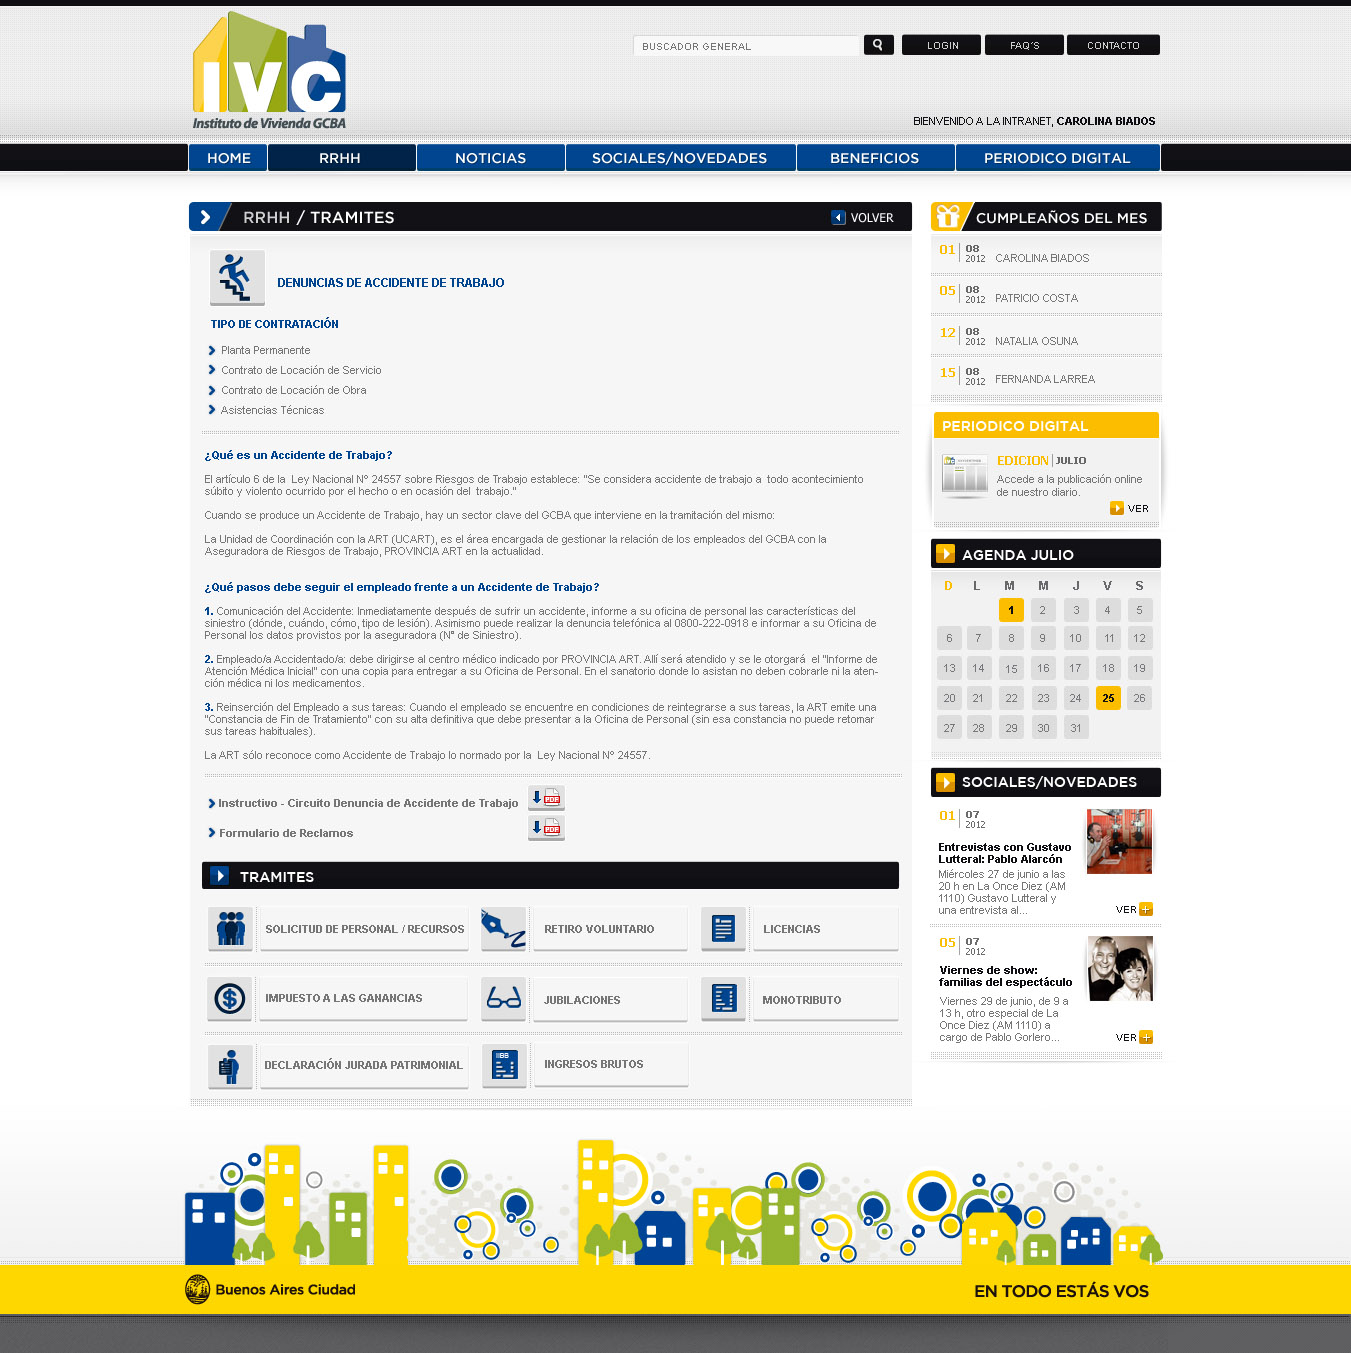 ivc
Instituto de Vivienda GCBA
BUSCADOR GENERAL
LOGIN
FAQ'S
CONTACTO
BIENVENIDO A LA INTRANET, CAROLINA BIADOS
HOME
RRHH
NOTICIAS
SOCIALES/NOVEDADES
BENEFICIOS
PERIODICO DIGITAL
RRHH / TRAMITES
VOLVER
DENUNCIAS DE ACCIDENTE DE TRABAJO
TIPO DE CONTRATACIÓN
Planta Permanente
Contrato de Locación de Servicio
Contrato de Locación de Obra
Asistencias Técnicas
¿Qué es un Accidente de Trabajo?
El artículo 6 de la Ley Nacional Nº 24557 sobre Riesgos de Trabajo establece: "Se considera accidente de trabajo a todo acontecimiento
súbito y violento ocurrido por el hecho o en ocasión del trabajo."
Cuando se produce un Accidente de Trabajo, hay un sector clave del GCBA que interviene en la tramitación del mismo:
La Unidad de Coordinación con la ART (UCART), es el área encargada de gestionar la relación de los empleados del GCBA con la
Aseguradora de Riesgos de Trabajo, PROVINCIA ART en la actualidad.
¿Qué pasos debe seguir el empleado frente a un Accidente de Trabajo?
1. Comunicación del Accidente: Inmediatamente después de sufrir un accidente, informe a su oficina de personal las características del
siniestro (dónde, cuándo, cómo, tipo de lesión). Asimismo puede realizar la denuncia telefónica al 0800-222-0918 e informar a su Oficina de
Personal los datos provistos por la aseguradora (Nº de Siniestro).
2. Empleado/a Accidentado/a: debe dirigirse al centro médico indicado por PROVINCIA ART. Allí será atendido y se le otorgará el "Informe de
Atención Médica Inicial" con una copia para entregar a su Oficina de Personal. En el sanatorio donde lo asistan no deben cobrarle ni la aten-
ción médica ni los medicamentos.
3. Reinserción del Empleado a sus tareas: Cuando el empleado se encuentre en condiciones de reintegrarse a sus tareas, la ART emite una
"Constancia de Fin de Tratamiento" con su alta definitiva que debe presentar a la Oficina de Personal (sin esa constancia no puede retomar
sus tareas habituales).
La ART sólo reconoce como Accidente de Trabajo lo normado por la Ley Nacional Nº 24557.
Instructivo - Circuito Denuncia de Accidente de Trabajo
PDF
Formulario de Reclamos
PDF
TRAMITES
SOLICITUD DE PERSONAL / RECURSOS
RETIRO VOLUNTARIO
LICENCIAS
IMPUESTO A LAS GANANCIAS
JUBILACIONES
MONOTRIBUTO
DECLARACIÓN JURADA PATRIMONIAL
IIBB
INGRESOS BRUTOS
CUMPLEAÑOS DEL MES
01 08 2012 CAROLINA BIADOS
05 08 2012 PATRICIO COSTA
12 08 2012 NATALIA OSUNA
15 08 2012 FERNANDA LARREA
PERIODICO DIGITAL
EDICION JULIO
Accede a la publicación online
de nuestro diario.
VER
AGENDA JULIO
D L M M J V S
1 2 3 4 5
6 7 8 9 10 11 12
13 14 15 16 17 18 19
20 21 22 23 24 25 26
27 28 29 30 31
SOCIALES/NOVEDADES
01 07 2012
Entrevistas con Gustavo
Lutteral: Pablo Alarcón
Miércoles 27 de junio a las
20 h en La Once Diez (AM
1110) Gustavo Lutteral y
una entrevista al...
VER
05 07 2012
Viernes de show:
familias del espectáculo
Viernes 29 de junio, de 9 a
13 h, otro especial de La
Once Diez (AM 1110) a
cargo de Pablo Gorlero...
VER
Buenos Aires Ciudad
EN TODO ESTÁS VOS